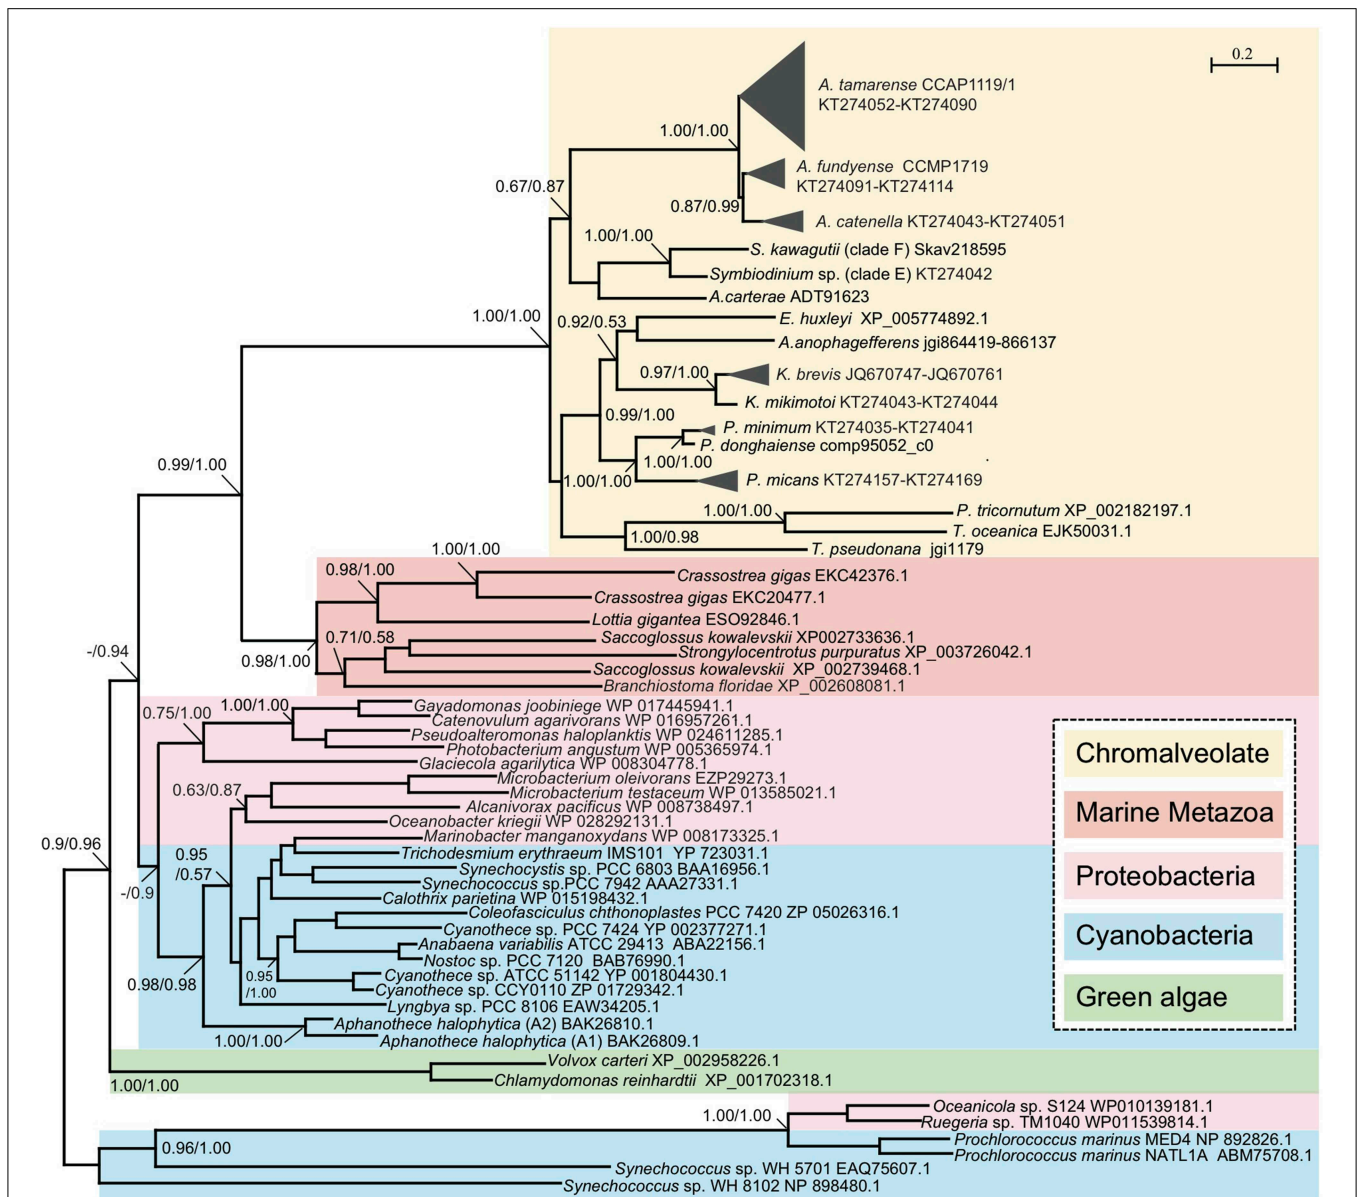 0.2
A. tamarense CCAP1119/1
KT274052-KT274090
1.00/1.00
A. fundyense CCMP1719
KT274091-KT274114
0.67/0.87
0.87/0.99
A. catenella KT274043-KT274051
1.00/1.00
S. kawagutii (clade F) Skav218595
Symbiodinium sp. (clade E) KT274042
A.carterae ADT91623
1.00/1.00
0.92/0.53
E. huxleyi XP_005774892.1
A.anophagefferens jgi864419-866137
0.97/1.00
K. brevis JQ670747-JQ670761
K. mikimotoi KT274043-KT274044
0.99/1.00
P. minimum KT274035-KT274041
P. donghaiense comp95052_c0
1.00/1.00
1.00/1.00
P. micans KT274157-KT274169
0.99/1.00
1.00/1.00
P. tricornutum XP_002182197.1
T. oceanica EJK50031.1
1.00/0.98
T. pseudonana jgi1179
1.00/1.00
0.98/1.00
Crassostrea gigas EKC42376.1
Crassostrea gigas EKC20477.1
Lottia gigantea ESO92846.1
0.71/0.58
Saccoglossus kowalevskii XP002733636.1
Strongylocentrotus purpuratus XP_003726042.1
0.98/1.00
Saccoglossus kowalevskii XP_002739468.1
Branchiostoma floridae XP_002608081.1
-/0.94
0.75/1.00
1.00/1.00
Gayadomonas joobiniege WP 017445941.1
Catenovulum agarivorans WP 016957261.1
Pseudoalteromonas haloplanktis WP 024611285.1
Photobacterium angustum WP 005365974.1
Glaciecola agarilytica WP 008304778.1
Microbacterium oleivorans EZP29273.1
0.63/0.87
Microbacterium testaceum WP 013585021.1
Alcanivorax pacificus WP 008738497.1
Oceanobacter kriegii WP 028292131.1
Marinobacter manganoxydans WP 008173325.1
0.9/0.96
0.95
/0.57
Trichodesmium erythraeum IMS101 YP 723031.1
Synechocystis sp. PCC 6803 BAA16956.1
Synechococcus sp.PCC 7942 AAA27331.1
-/0.9
Calothrix parietina WP 015198432.1
Coleofasciculus chthonoplastes PCC 7420 ZP 05026316.1
Cyanothece sp. PCC 7424 YP 002377271.1
Anabaena variabilis ATCC 29413 ABA22156.1
Nostoc sp. PCC 7120 BAB76990.1
0.98/0.98
0.95
/1.00
Cyanothece sp. ATCC 51142 YP 001804430.1
Cyanothece sp. CCY0110 ZP 01729342.1
Lyngbya sp. PCC 8106 EAW34205.1
Aphanothece halophytica (A2) BAK26810.1
1.00/1.00
Aphanothece halophytica (A1) BAK26809.1
Volvox carteri XP_002958226.1
Chlamydomonas reinhardtii XP_001702318.1
1.00/1.00
1.00/1.00
Oceanicola sp. S124 WP010139181.1
Ruegeria sp. TM1040 WP011539814.1
0.96/1.00
Prochlorococcus marinus MED4 NP 892826.1
Prochlorococcus marinus NATL1A ABM75708.1
Synechococcus sp. WH 5701 EAQ75607.1
Synechococcus sp. WH 8102 NP 898480.1
Chromalveolate
Marine Metazoa
Proteobacteria
Cyanobacteria
Green algae